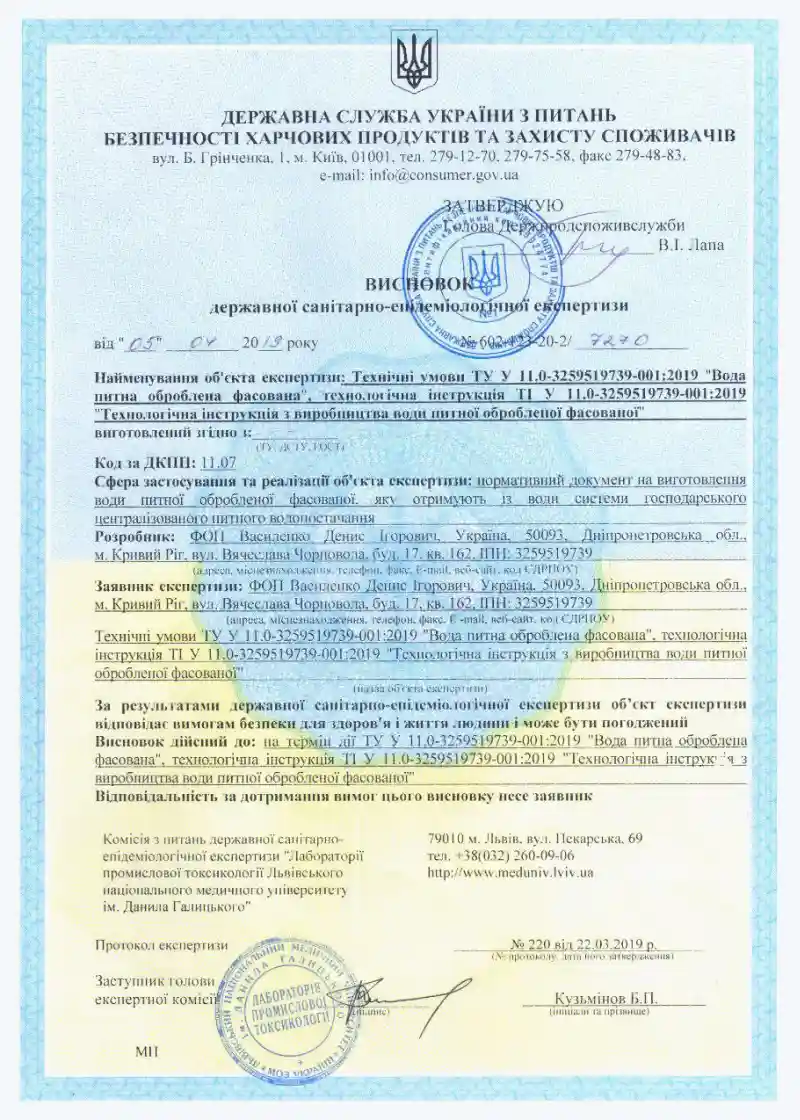 ДЕРЖАВНА СЛУЖБА УКРАЇНИ З ПИТАНЬ
БЕЗПЕЧНОСТІ ХАРЧОВИХ ПРОДУКТІВ ТА ЗАХИСТУ СПОЖИВАЧІВ
вул. Б. Грінченка, 1, м. Київ, 01001, тел. 279-12-70, 279-75-58, факс 279-48-83,
e-mail: info@consumer.gov.ua
ЗАТВЕРДЖУЮ
Голова Держпродспоживслужби
В.І. Лапа
ВИСНОВОК
державної санітарно-епідеміологічної експертизи
від "05" 04 2019 року № 602-123-20-2/ 7270
Найменування об'єкта експертизи: Технічні умови ТУ У 11.0-3259519739-001:2019 "Вода
питна оброблена фасована", технологічна інструкція ТІ У 11.0-3259519739-001:2019
"Технологічна інструкція з виробництва води питної обробленої фасованої"
виготовлений згідно з:
(ТУ, ДСТУ, ГОСТ)
Код за ДКПП: 11.07
Сфера застосування та реалізації об'єкта експертизи: нормативний документ на виготовлення
води питної обробленої фасованої, яку отримують із води системи господарського
централізованого питного водопостачання
Розробник: ФОП Василенко Денис Ігорович, Україна, 50093, Дніпропетровська обл.,
м. Кривий Ріг, вул. Вячеслава Чорновола, буд. 17, кв. 162, ІПН: 3259519739
(адреса, місцезнаходження, телефон, факс, E-mail, веб-сайт, код ЄДРПОУ)
Заявник експертизи: ФОП Василенко Денис Ігорович, Україна, 50093, Дніпропетровська обл.,
м. Кривий Ріг, вул. Вячеслава Чорновола, буд. 17, кв. 162, ІПН: 3259519739
(адреса, місцезнаходження, телефон, факс, E-mail, веб-сайт, код ЄДРПОУ)
Технічні умови ТУ У 11.0-3259519739-001:2019 "Вода питна оброблена фасована", технологічна
інструкція ТІ У 11.0-3259519739-001:2019 "Технологічна інструкція з виробництва води питної
обробленої фасованої"
(назва об'єкта експертизи)
За результатами державної санітарно-епідеміологічної експертизи об'єкт експертизи
відповідає вимогам безпеки для здоров'я і життя людини і може бути погоджений
Висновок дійсний до: на термін дії ТУ У 11.0-3259519739-001:2019 "Вода питна оброблена
фасована", технологічна інструкція ТІ У 11.0-3259519739-001:2019 "Технологічна інструкція з
виробництва води питної обробленої фасованої"
Відповідальність за дотримання вимог цього висновку несе заявник
Комісія з питань державної санітарно-
епідеміологічної експертизи "Лабораторії
промислової токсикології Львівського
національного медичного університету
ім. Данила Галицького"
79010 м. Львів, вул. Пекарська, 69
тел. +38(032) 260-09-06
http://www.meduniv.lviv.ua
Протокол експертизи № 220 від 22.03.2019 р.
(№ протоколу, дата його затвердження)
Заступник голови
експертної комісії
(підпис)
Кузьмінов Б.П.
(ініціали та прізвище)
ЛАБОРАТОРІЯ
ПРОМИСЛОВОЇ
ТОКСИКОЛОГІЇ
МП